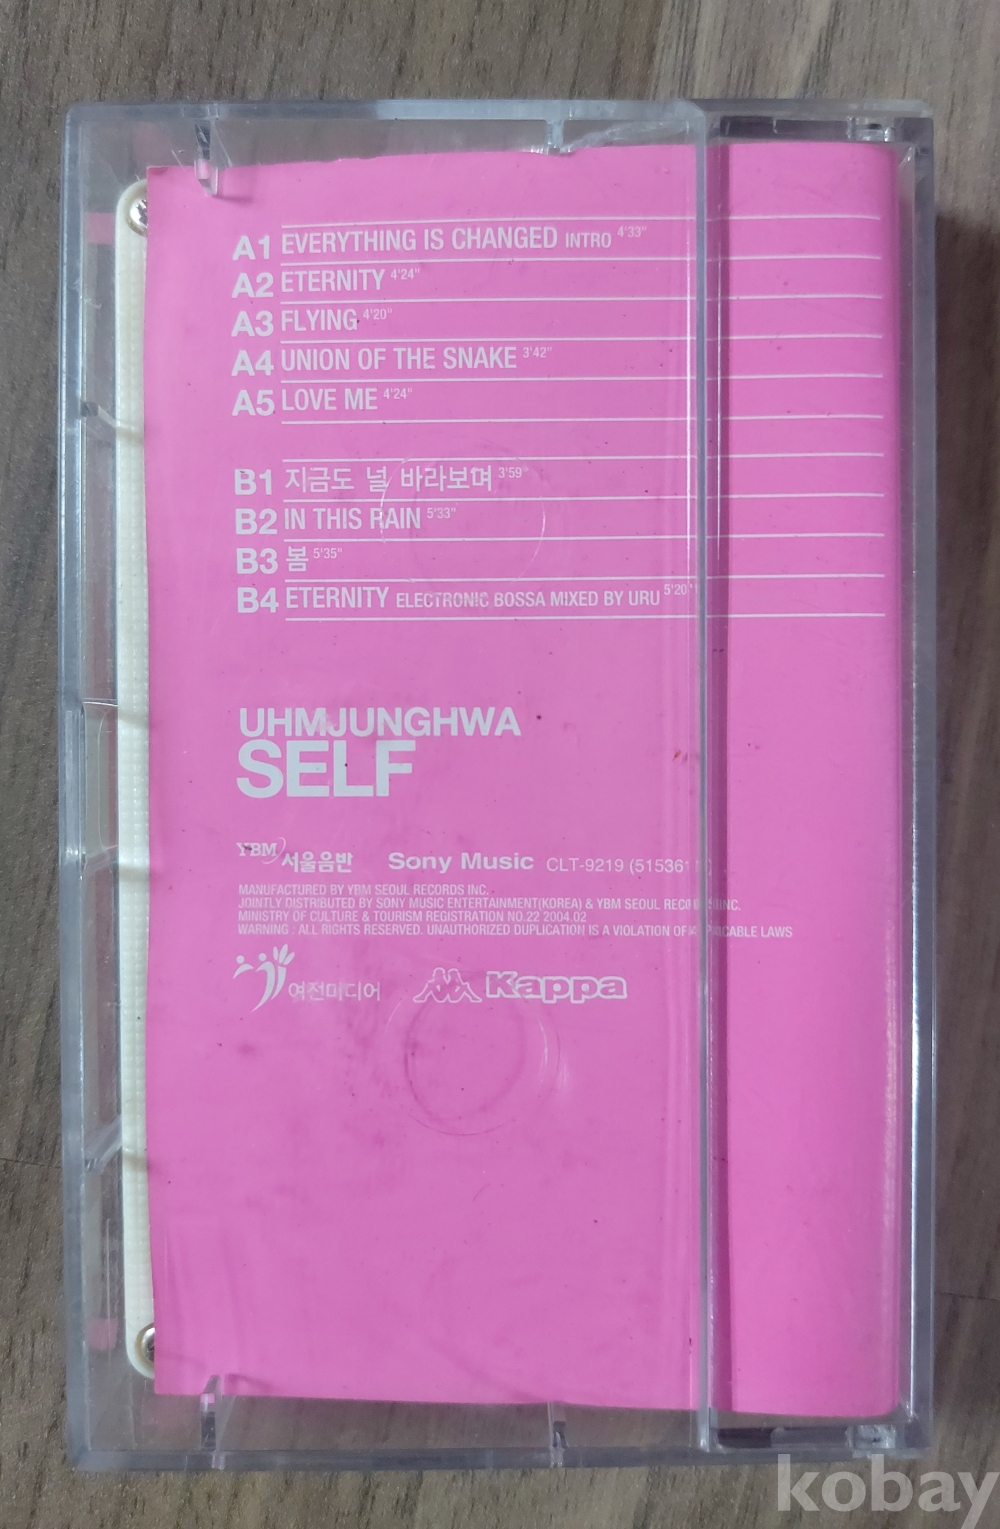 A1 EVERYTHING IS CHANGED INTRO 4'33"
A2 ETERNITY 4'24"
A3 FLYING 4'20"
A4 UNION OF THE SNAKE 3'42"
A5 LOVE ME 4'24"
B1 지금도 널 바라보며 3'59"
B2 IN THIS RAIN 5'33"
B3 봄 5'35"
B4 ETERNITY ELECTRONIC BOSSA MIXED BY URU 5'20"
UHMJUNGHWA
SELF
YBM 서울음반 Sony Music CLT-9219
MANUFACTURED BY YBM SEOUL RECORDS INC.
JOINTLY DISTRIBUTED BY SONY MUSIC ENTERTAINMENT(KOREA) & YBM SEOUL INC.
MINISTRY OF CULTURE & TOURISM REGISTRATION NO.22 2004.02
WARNING : ALL RIGHTS RESERVED. UNAUTHORIZED DUPLICATION IS A VIOLATION OF LAWS
여전미디어 Kappa
kobay